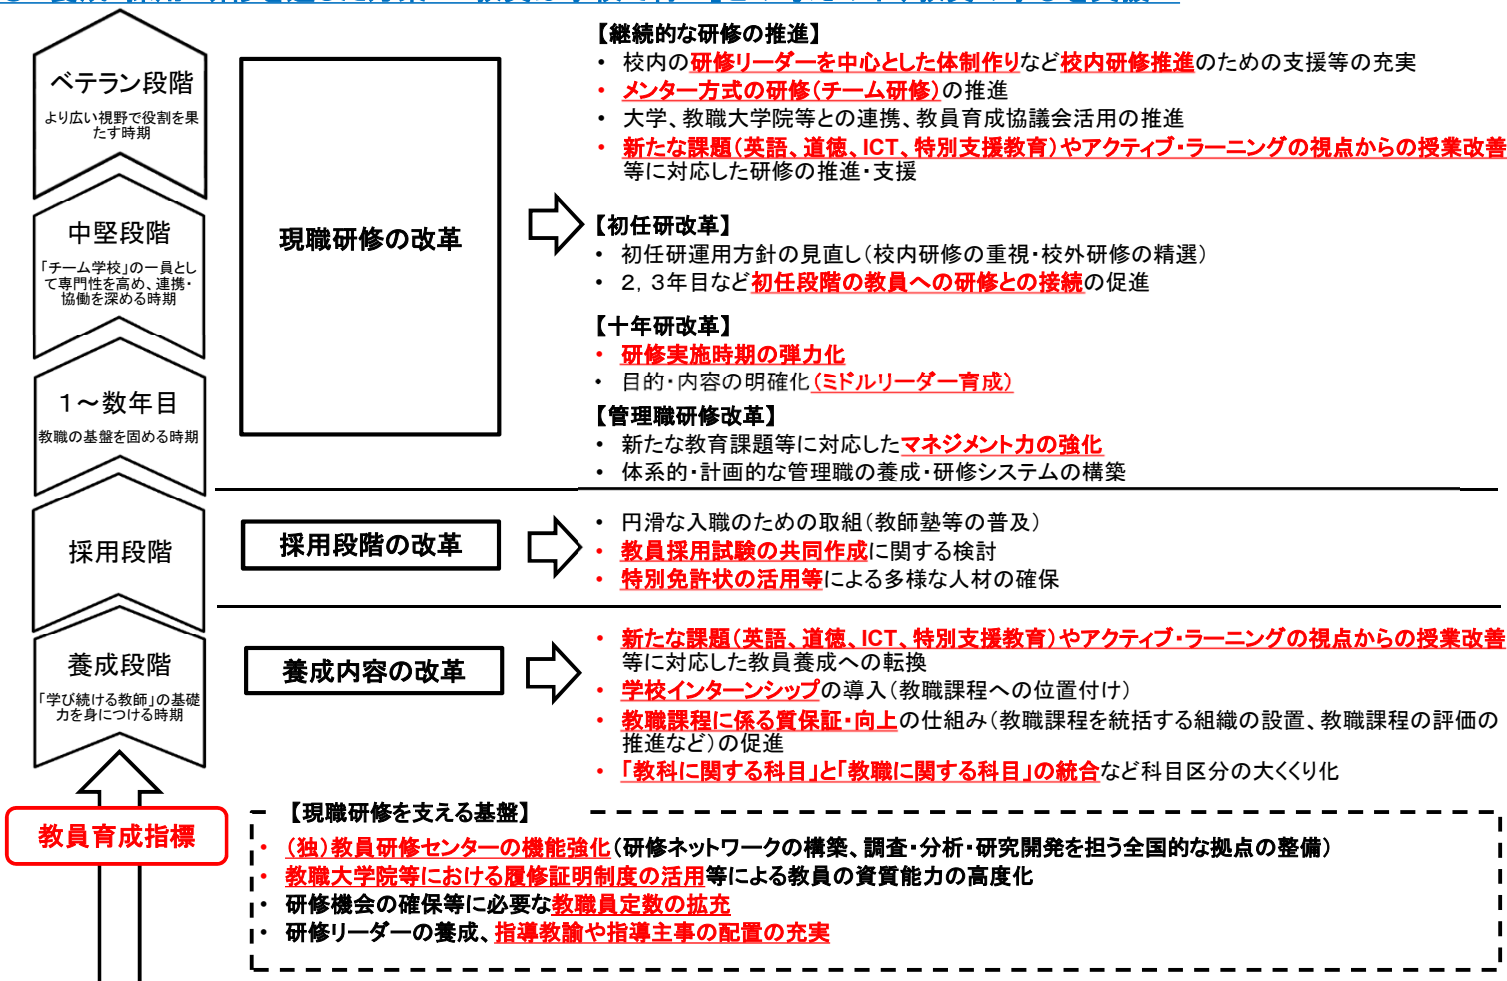 【継続的な研修の推進】
・ 校内の研修リーダーを中心とした体制作りなど校内研修推進のための支援等の充実
・ メンター方式の研修（チーム研修）の推進
・ 大学、教職大学院等との連携、教員育成協議会活用の推進
・ 新たな課題（英語、道徳、ICT、特別支援教育）やアクティブ・ラーニングの視点からの授業改善
等に対応した研修の推進・支援
ベテラン段階
より広い視野で役割を果
たす時期
中堅段階
「チーム学校」の一員とし
て専門性を高め、連携・
協働を深める時期
1～数年目
教職の基盤を固める時期
現職研修の改革
【初任研改革】
・ 初任研運用方針の見直し（校内研修の重視・校外研修の精選）
・ 2，3年目など初任段階の教員への研修との接続の促進
【十年研改革】
・ 研修実施時期の弾力化
・ 目的・内容の明確化（ミドルリーダー育成）
【管理職研修改革】
・ 新たな教育課題等に対応したマネジメント力の強化
・ 体系的・計画的な管理職の養成・研修システムの構築
採用段階
採用段階の改革
・ 円滑な入職のための取組（教師塾等の普及）
・ 教員採用試験の共同作成に関する検討
・ 特別免許状の活用等による多様な人材の確保
養成段階
「学び続ける教師」の基礎
力を身につける時期
養成内容の改革
・ 新たな課題（英語、道徳、ICT、特別支援教育）やアクティブ・ラーニングの視点からの授業改善
等に対応した教員養成への転換
・ 学校インターンシップの導入（教職課程への位置付け）
・ 教職課程に係る質保証・向上の仕組み（教職課程を統括する組織の設置、教職課程の評価の
推進など）の促進
・ 「教科に関する科目」と「教職に関する科目」の統合など科目区分の大くくり化
教員育成指標
【現職研修を支える基盤】
・ （独）教員研修センターの機能強化（研修ネットワークの構築、調査・分析・研究開発を担う全国的な拠点の整備）
・ 教職大学院等における履修証明制度の活用等による教員の資質能力の高度化
・ 研修機会の確保等に必要な教職員定数の拡充
・ 研修リーダーの養成、指導教諭や指導主事の配置の充実